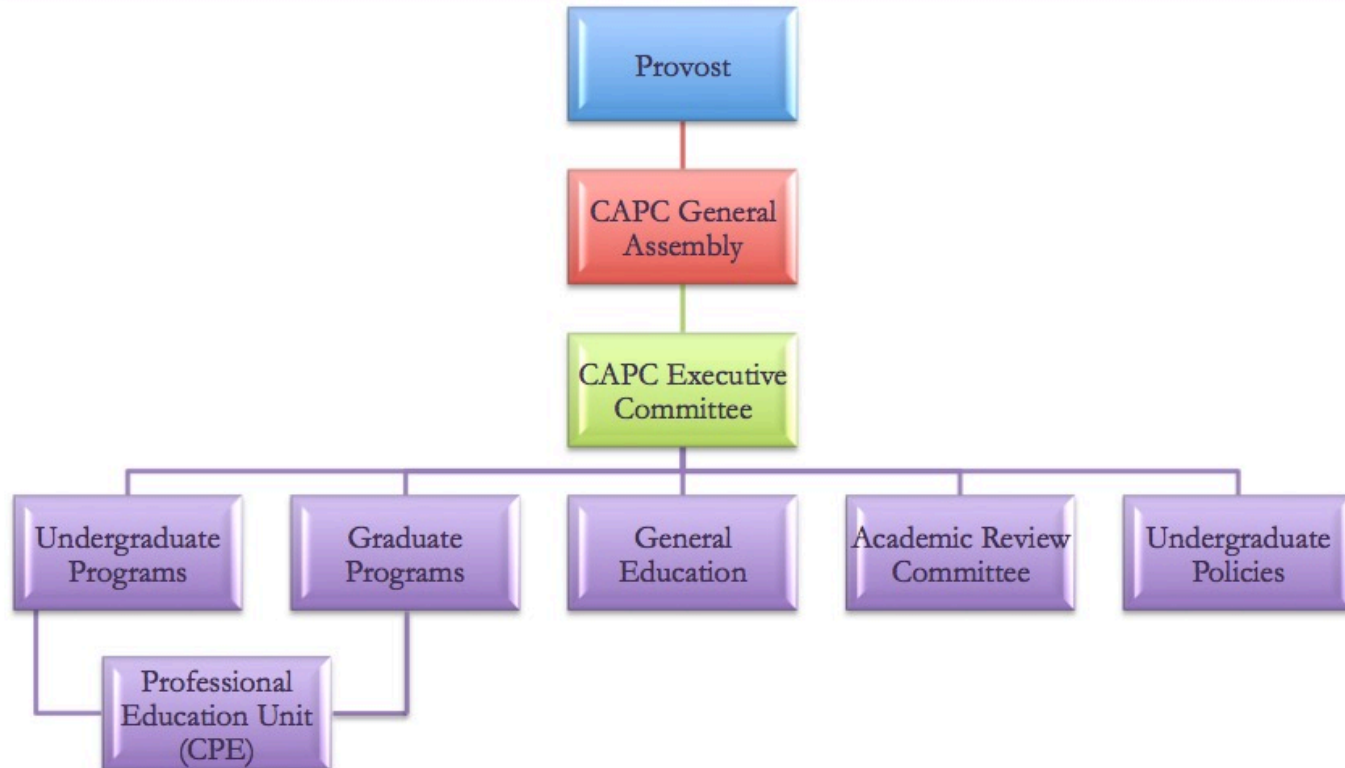 Provost
CAPC General
Assembly
CAPC Executive
Committee
Undergraduate
Programs
Graduate
Programs
General
Education
Academic Review
Committee
Undergraduate
Policies
Professional
Education Unit
(CPE)